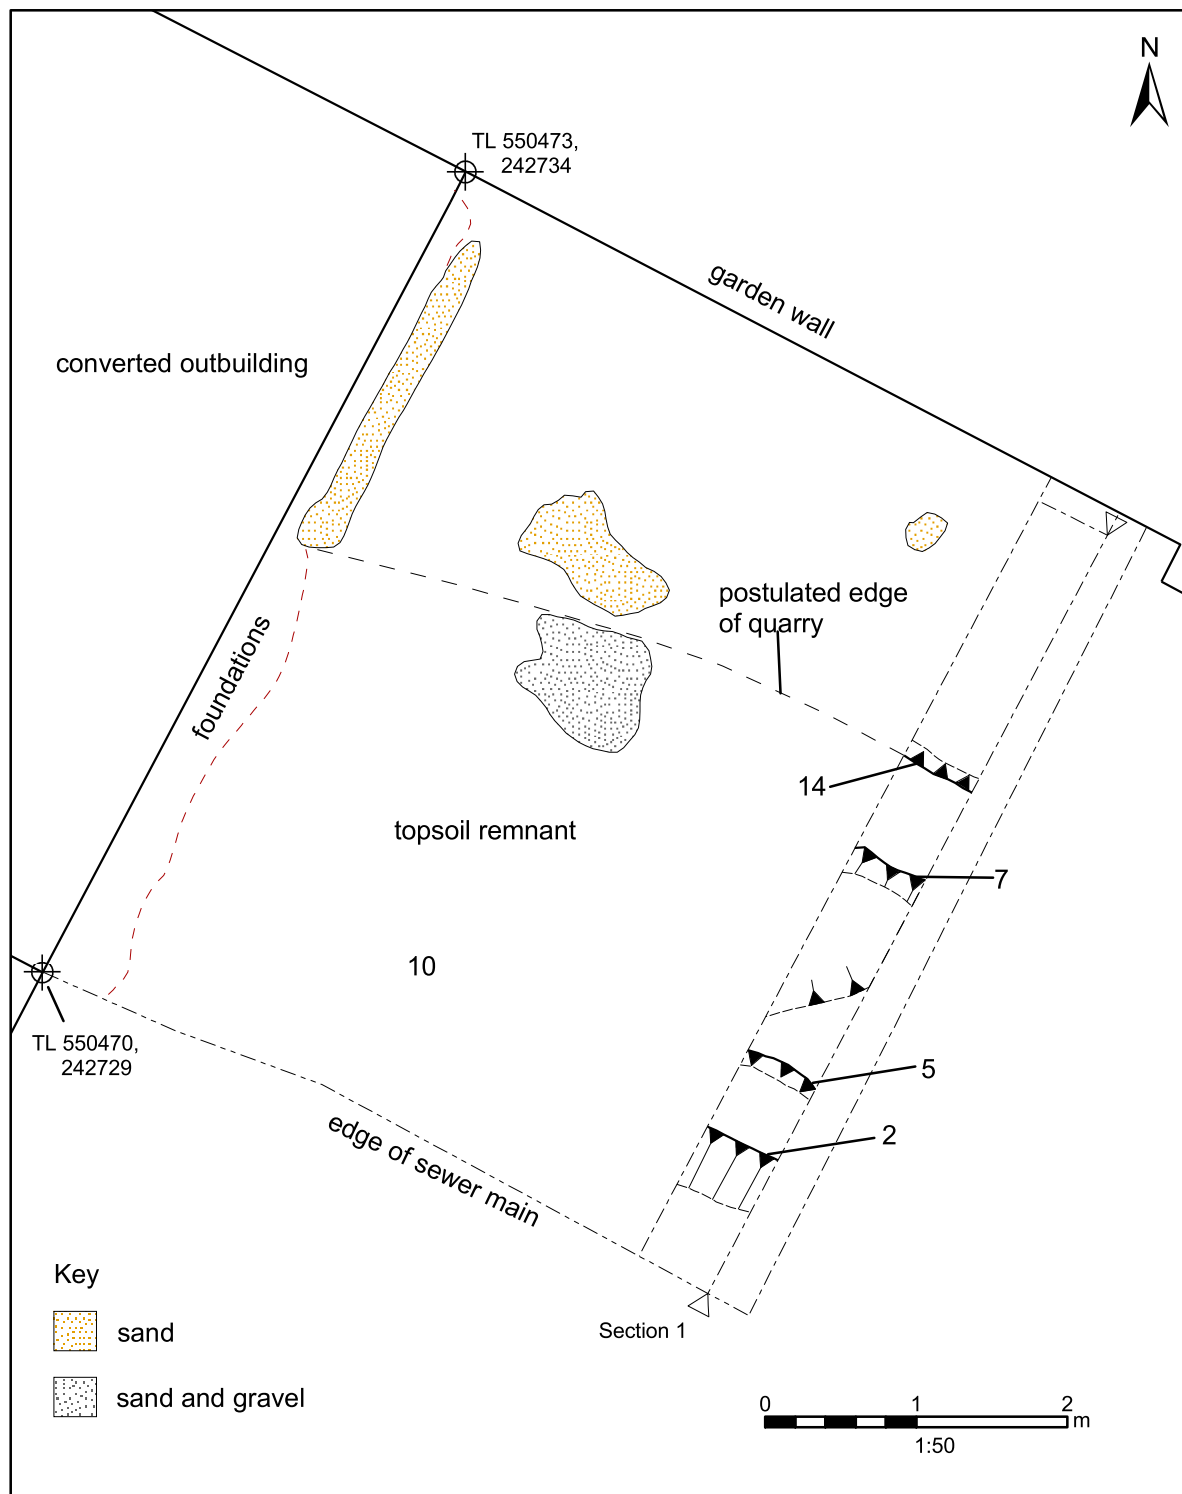 N
TL 550473,
242734
garden wall
converted outbuilding
postulated edge
of quarry
foundations
14
topsoil remnant
7
10
TL 550470,
242729
5
edge of sewer main
2
Key
sand
Section 1
sand and gravel
0 1 2
m
1:50